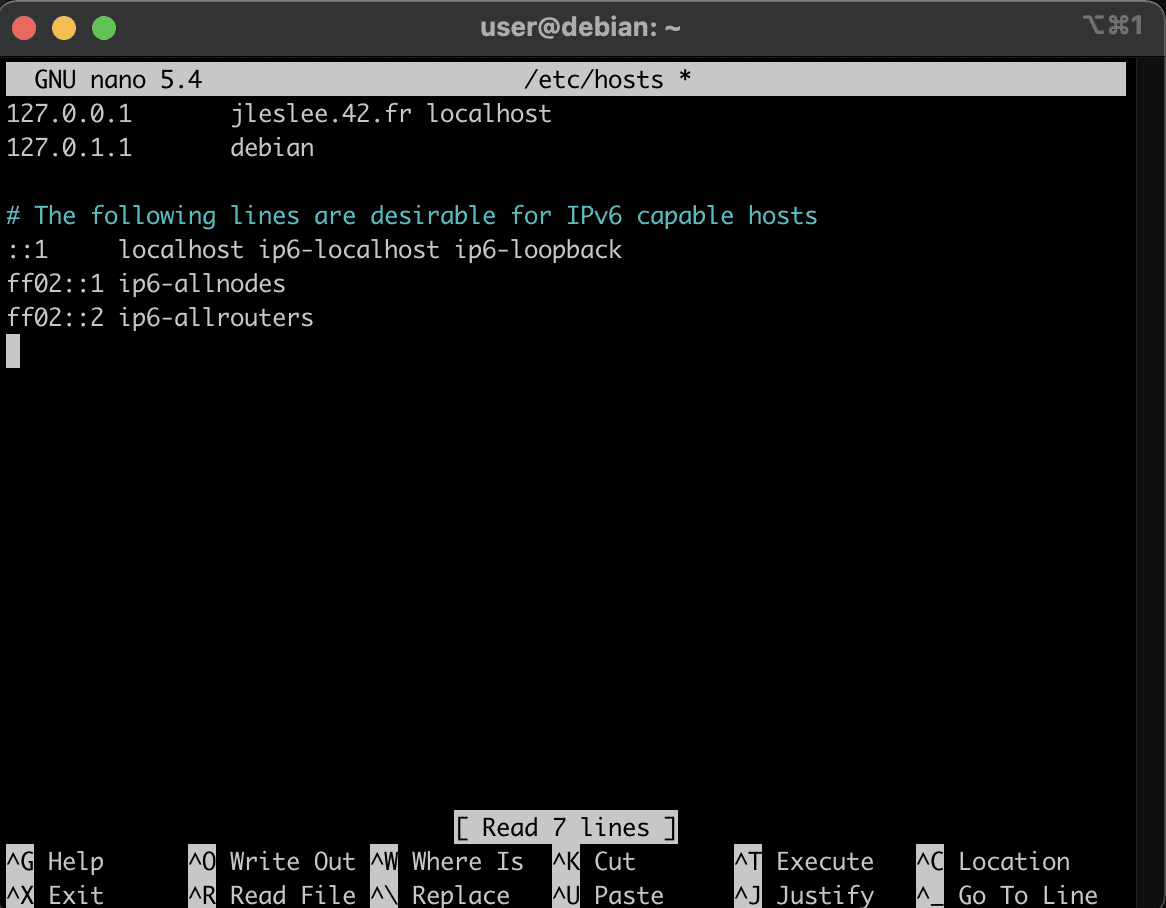 user@debian: ~ ⌥⌘1
GNU nano 5.4 /etc/hosts *
127.0.0.1 jleslee.42.fr localhost
127.0.1.1 debian
# The following lines are desirable for IPv6 capable hosts
::1 localhost ip6-localhost ip6-loopback
ff02::1 ip6-allnodes
ff02::2 ip6-allrouters
[ Read 7 lines ]
^G Help ^O Write Out ^W Where Is ^K Cut ^T Execute ^C Location
^X Exit ^R Read File ^\ Replace ^U Paste ^J Justify ^_ Go To Line